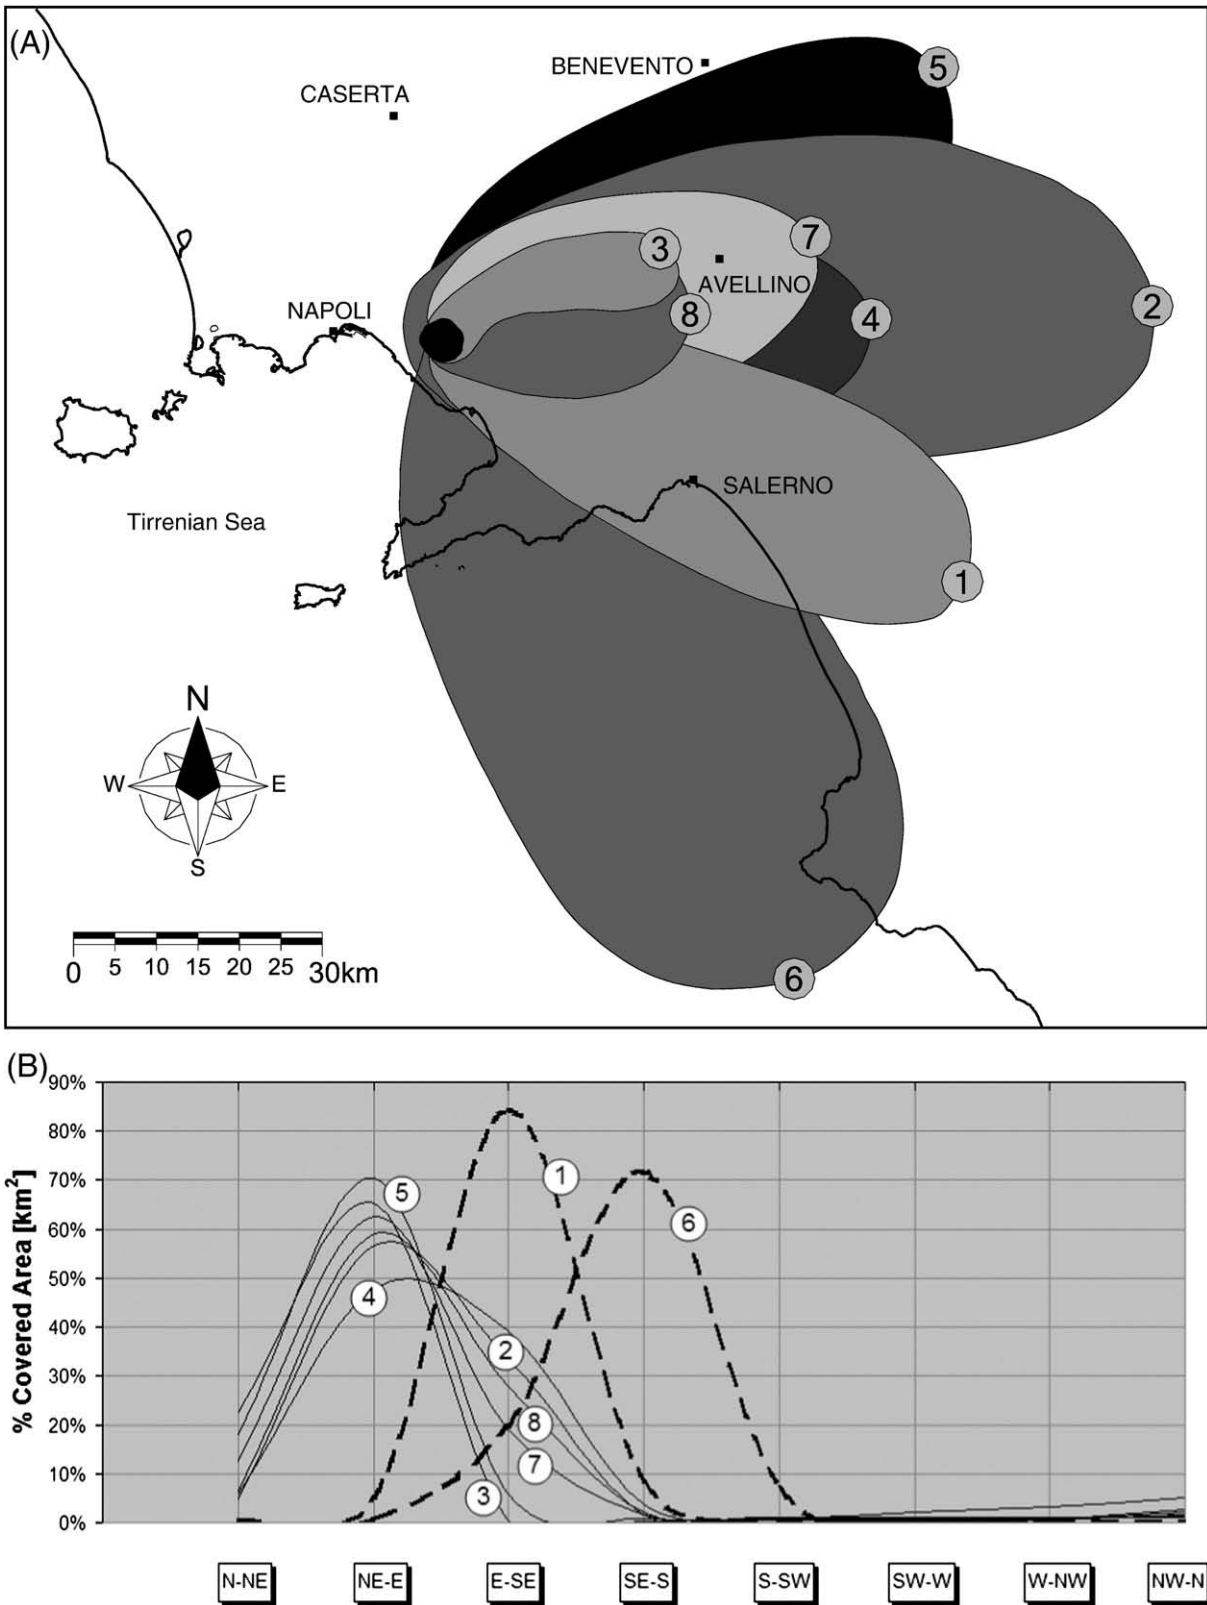 (A)
BENEVENTO
5
CASERTA
3
7
AVELLINO
NAPOLI
8
4
2
SALERNO
Tirrenian Sea
1
N
W
E
S
0 5 10 15 20 25 30km
6
(B)
90%
80%
70%
60%
50%
40%
30%
20%
10%
0%
% Covered Area [km²]
1
5
6
4
2
8
7
3
N-NE
NE-E
E-SE
SE-S
S-SW
SW-W
W-NW
NW-N